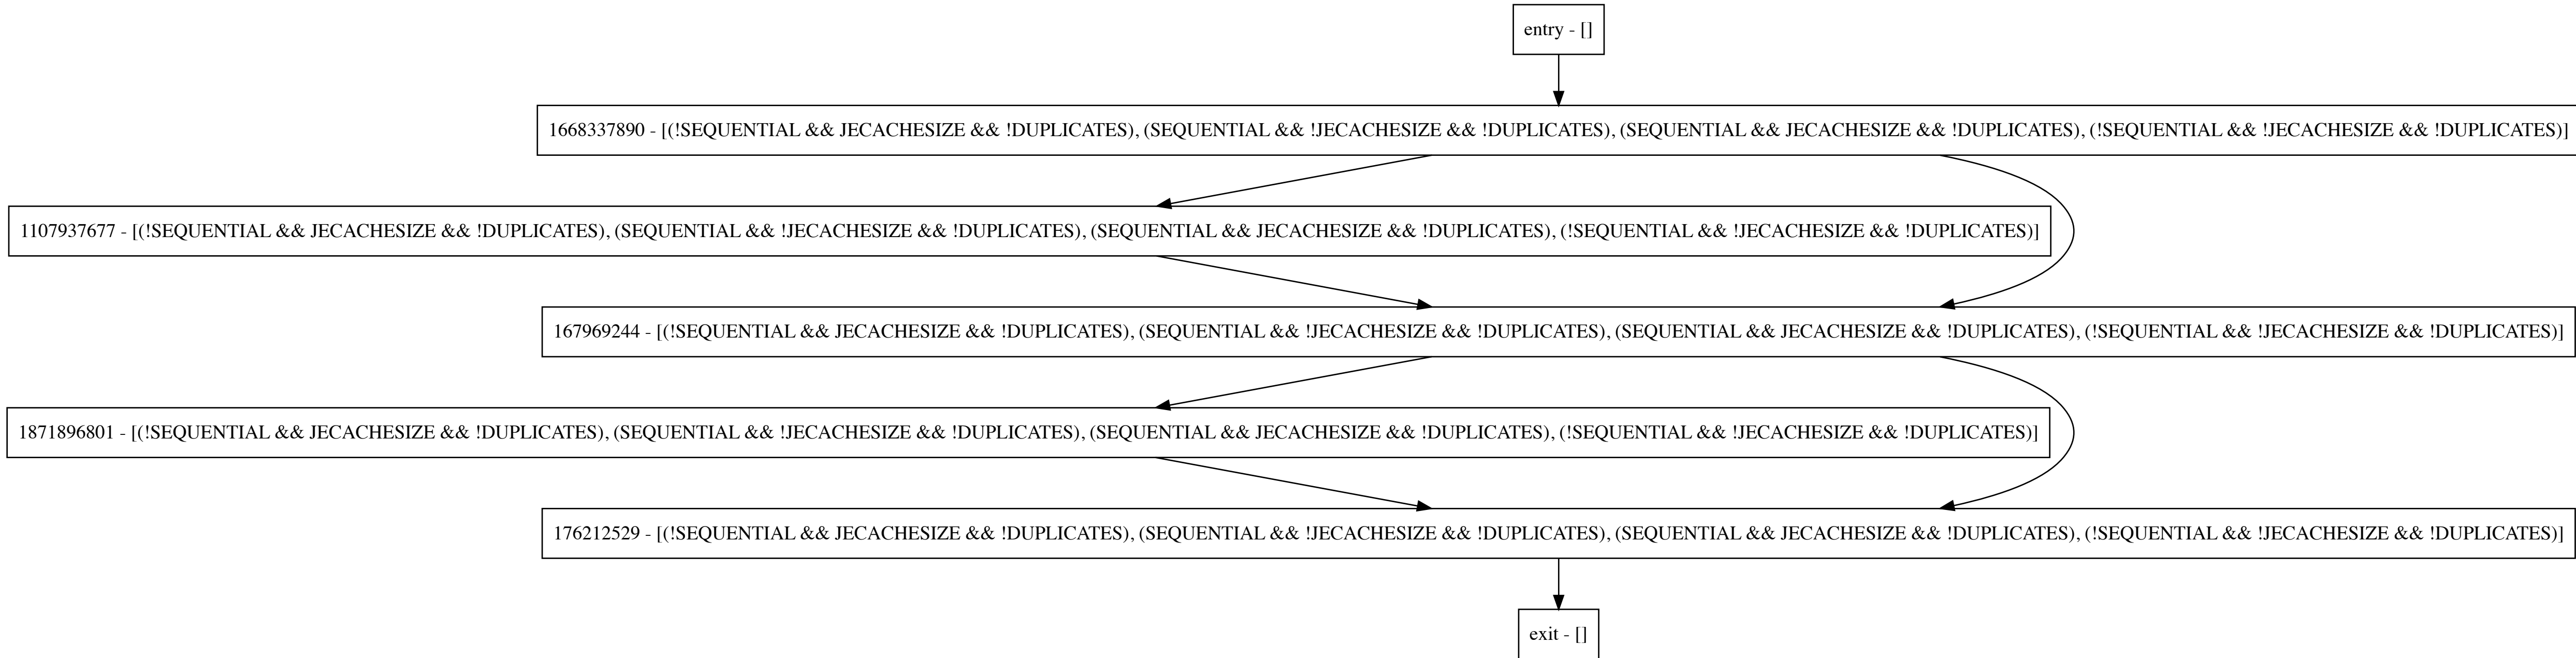 entry - []
1668337890 - [(!SEQUENTIAL && JECACHESIZE && !DUPLICATES), (SEQUENTIAL && !JECACHESIZE && !DUPLICATES), (SEQUENTIAL && JECACHESIZE && !DUPLICATES), (!SEQUENTIAL && !JECACHESIZE && !DUPLICATES)]
1107937677 - [(!SEQUENTIAL && JECACHESIZE && !DUPLICATES), (SEQUENTIAL && !JECACHESIZE && !DUPLICATES), (SEQUENTIAL && JECACHESIZE && !DUPLICATES), (!SEQUENTIAL && !JECACHESIZE && !DUPLICATES)]
167969244 - [(!SEQUENTIAL && JECACHESIZE && !DUPLICATES), (SEQUENTIAL && !JECACHESIZE && !DUPLICATES), (SEQUENTIAL && JECACHESIZE && !DUPLICATES), (!SEQUENTIAL && !JECACHESIZE && !DUPLICATES)]
1871896801 - [(!SEQUENTIAL && JECACHESIZE && !DUPLICATES), (SEQUENTIAL && !JECACHESIZE && !DUPLICATES), (SEQUENTIAL && JECACHESIZE && !DUPLICATES), (!SEQUENTIAL && !JECACHESIZE && !DUPLICATES)]
176212529 - [(!SEQUENTIAL && JECACHESIZE && !DUPLICATES), (SEQUENTIAL && !JECACHESIZE && !DUPLICATES), (SEQUENTIAL && JECACHESIZE && !DUPLICATES), (!SEQUENTIAL && !JECACHESIZE && !DUPLICATES)]
exit - []